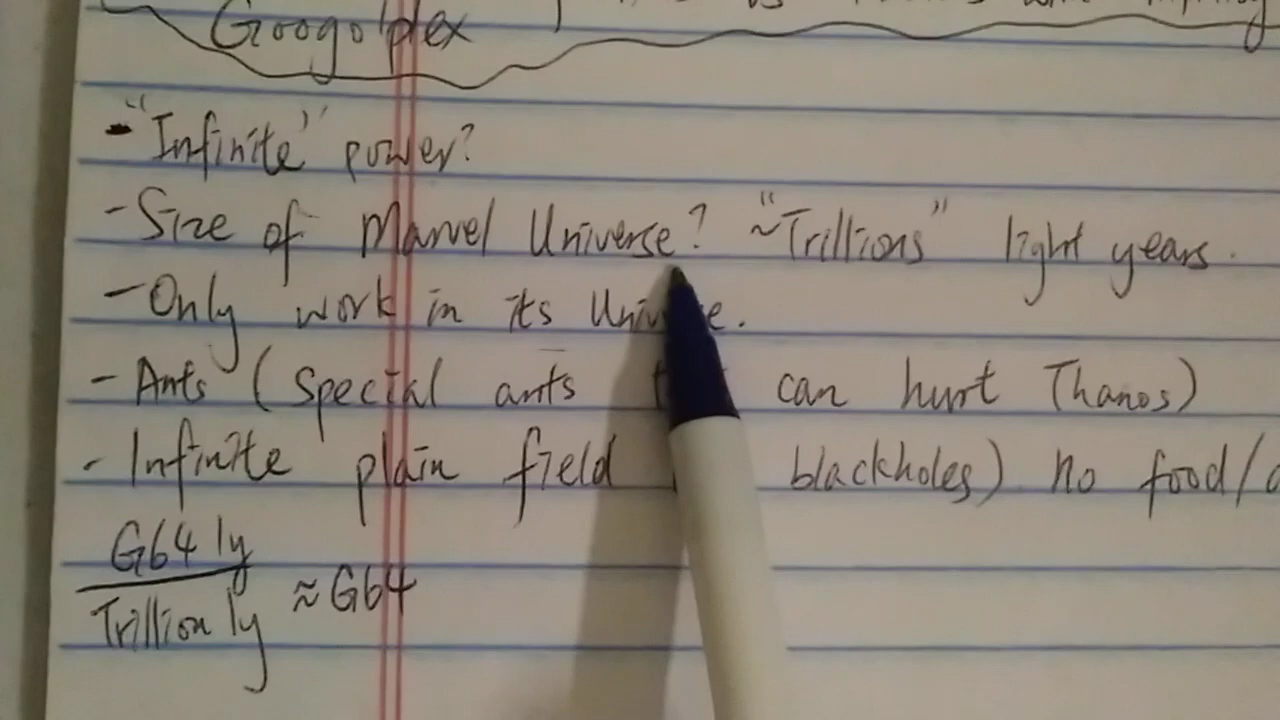 Googolplex
- "Infinite" power?
- Size of Marvel Universe? ~"Trillions" light years.
- Only work in its
- Ants (Special ants can hurt Thanos)
- Infinite plain field blackholes) no food/
G64 ly
Trillion ly
≈ G64